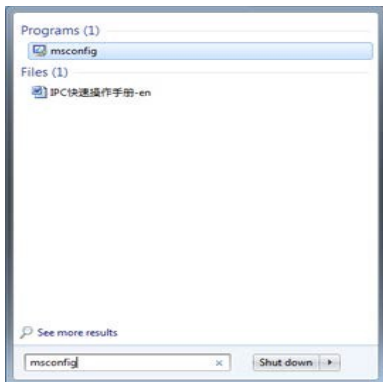 Programs (1)
msconfig
Files (1)
IPC快速操作手册-en
See more results
msconfig
Shut down